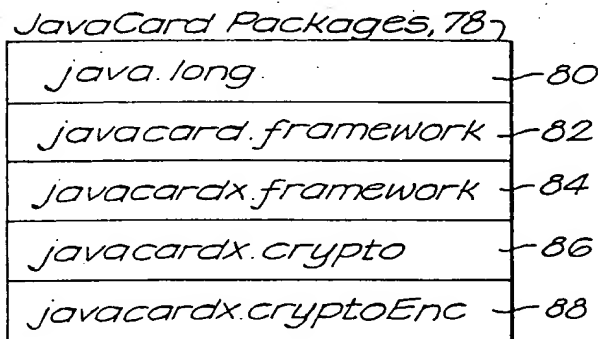 JavaCard Packages, 78
java.long 80
javacard.framework 82
javacardx.framework 84
javacardx.crypto 86
javacardx.cryptoEnc 88